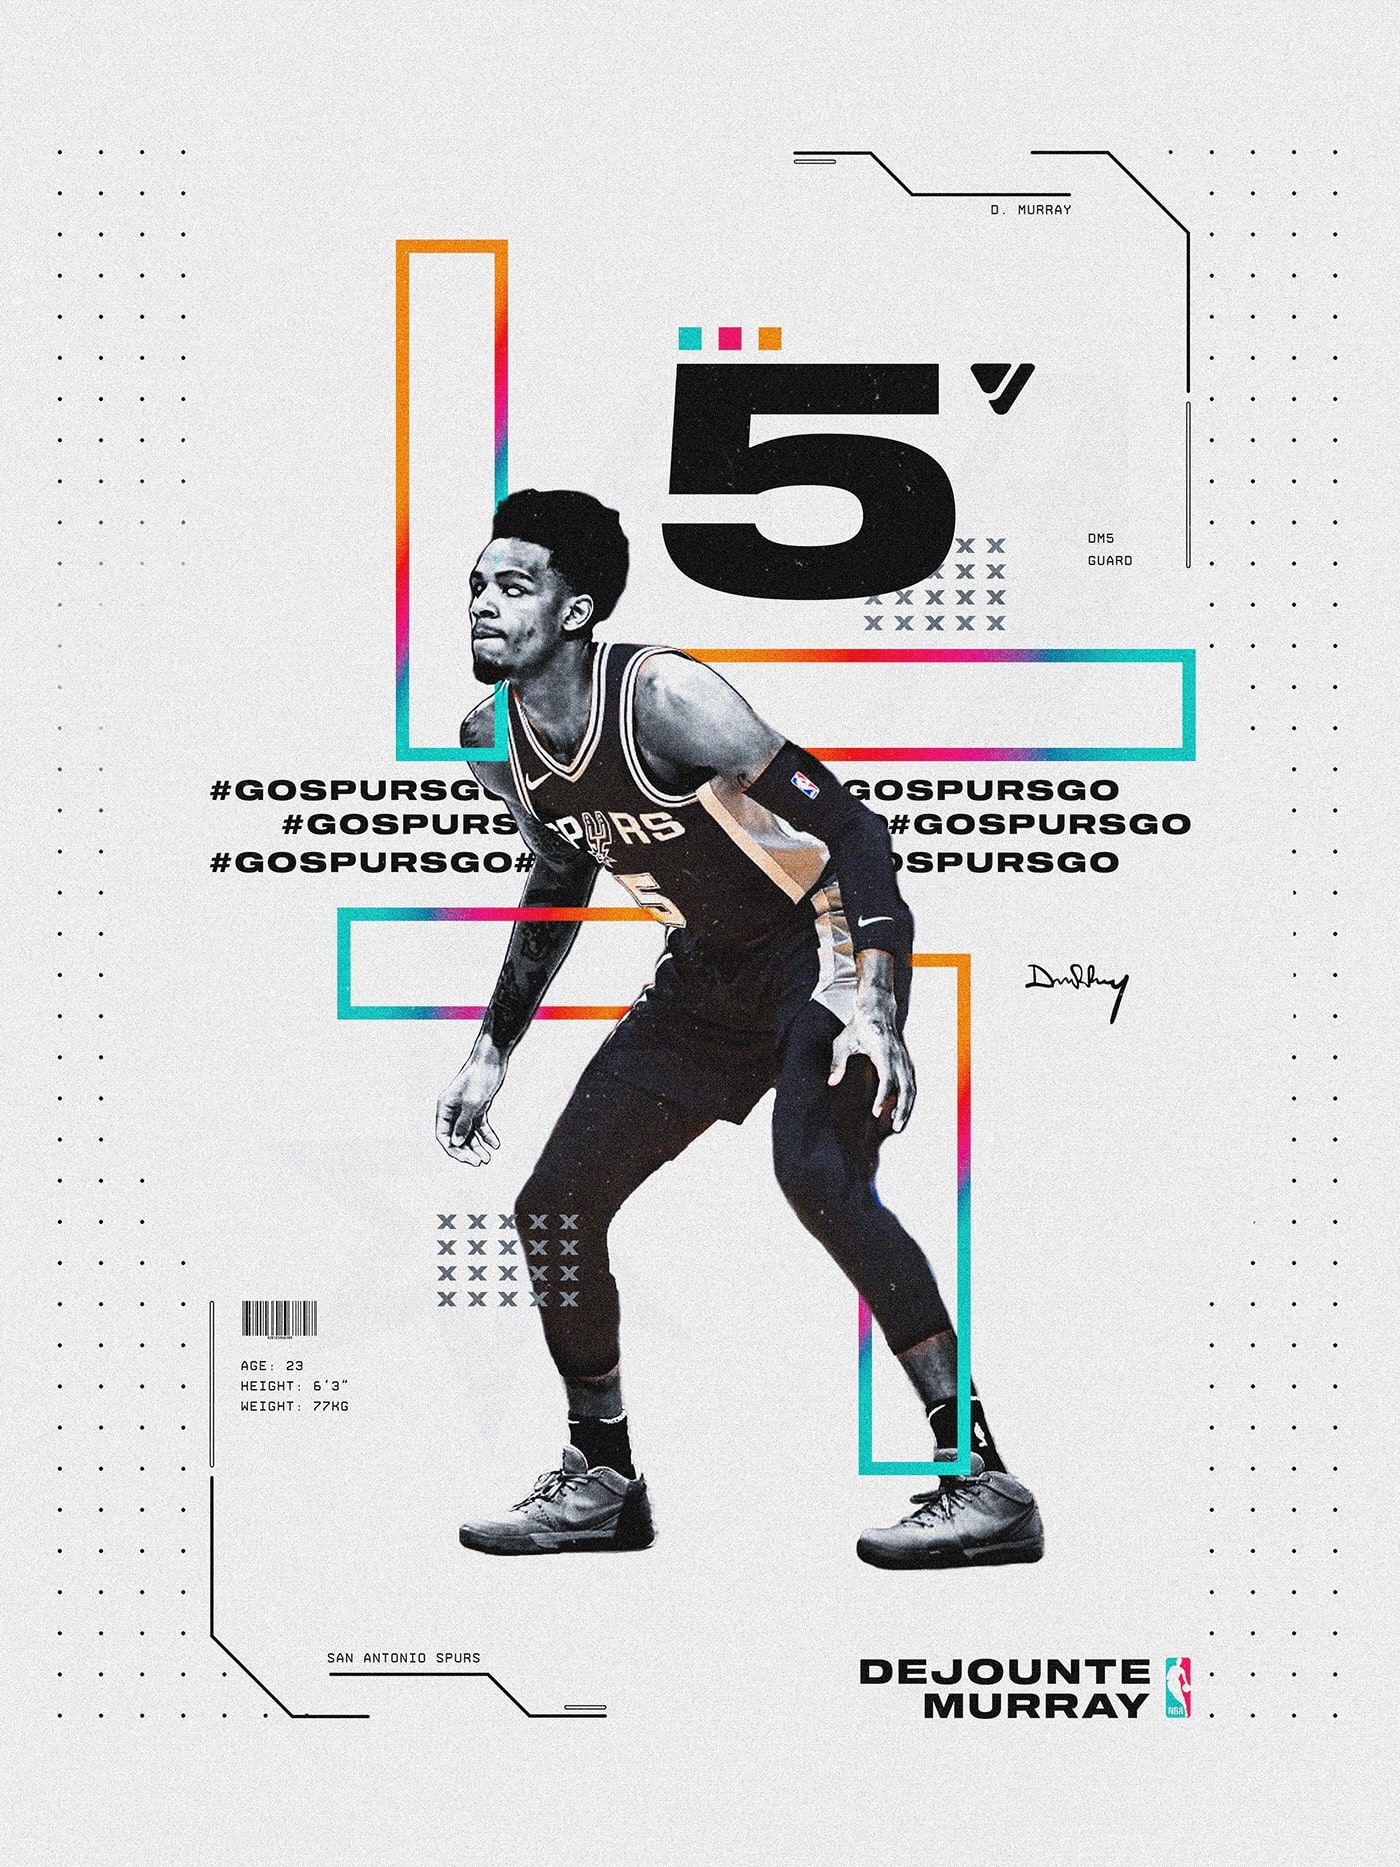 D. MURRAY
5
DM5
GUARD
#GOSPURSGO GOSPURSGO
#GOSPURS #GOSPURSGO
#GOSPURSGO# OSPURSGO
SPURS
5
AGE: 23
HEIGHT: 6'3"
WEIGHT: 77KG
SAN ANTONIO SPURS
DEJOUNTE
MURRAY
NBA